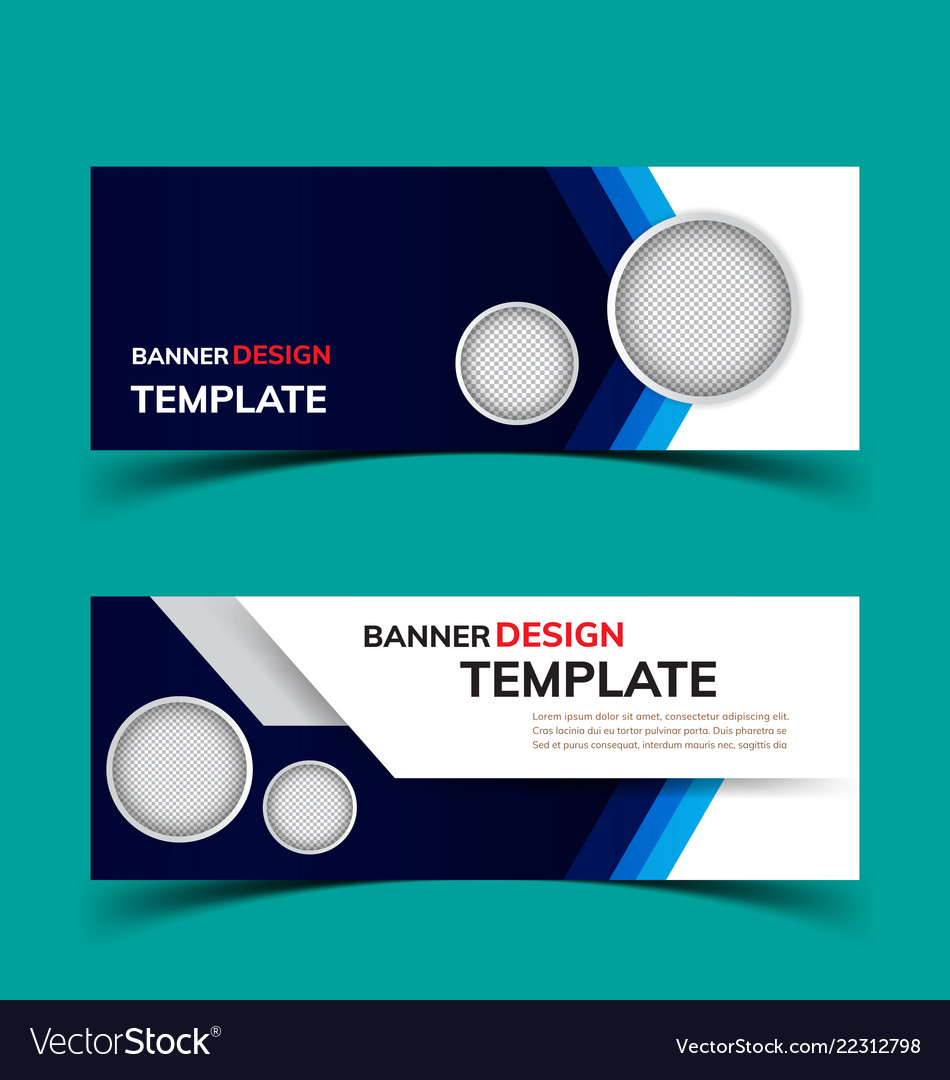 BANNER DESIGN
TEMPLATE
BANNER DESIGN
TEMPLATE
Lorem ipsum dolor sit amet, consectetur adipiscing elit.
Cras lacinia dui eu tortor pulvinar porta. Duis pharetra se
Sed et purus consequat, interdum mauris nec, sagittis dia
VectorStock®
VectorStock.com/22312798